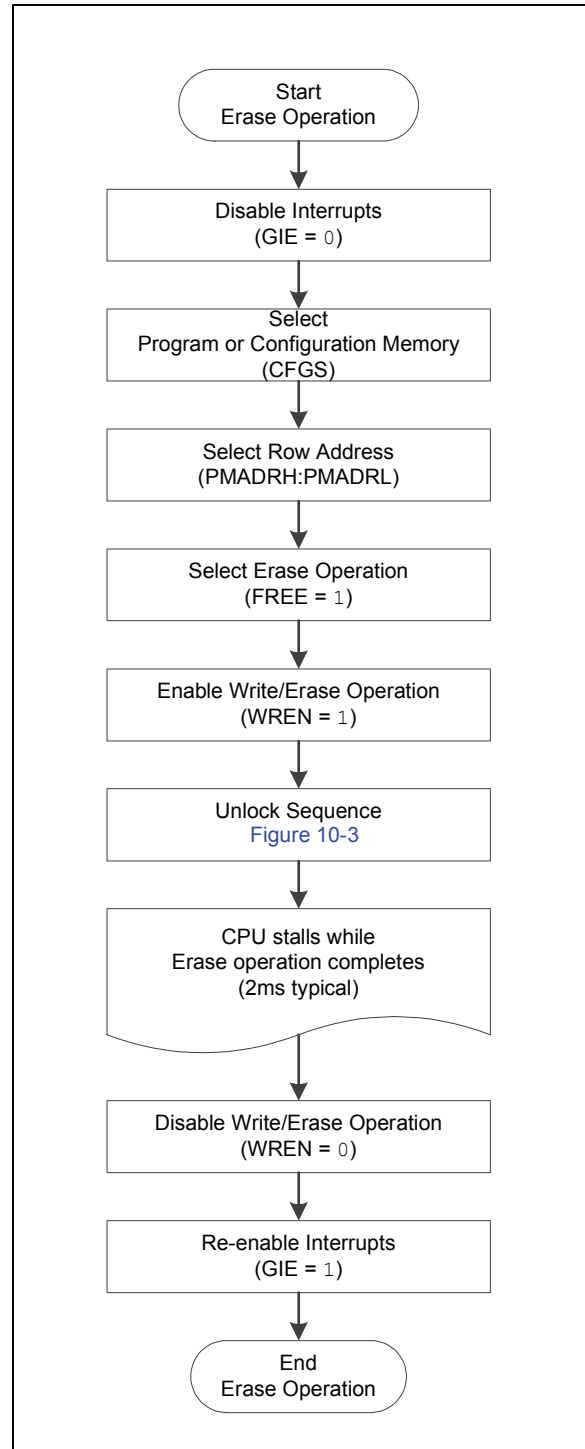 Start
Erase Operation
Disable Interrupts
(GIE = 0)
Select
Program or Configuration Memory
(CFGS)
Select Row Address
(PMADRH:PMADRL)
Select Erase Operation
(FREE = 1)
Enable Write/Erase Operation
(WREN = 1)
Unlock Sequence
Figure 10-3
CPU stalls while
Erase operation completes
(2ms typical)
Disable Write/Erase Operation
(WREN = 0)
Re-enable Interrupts
(GIE = 1)
End
Erase Operation